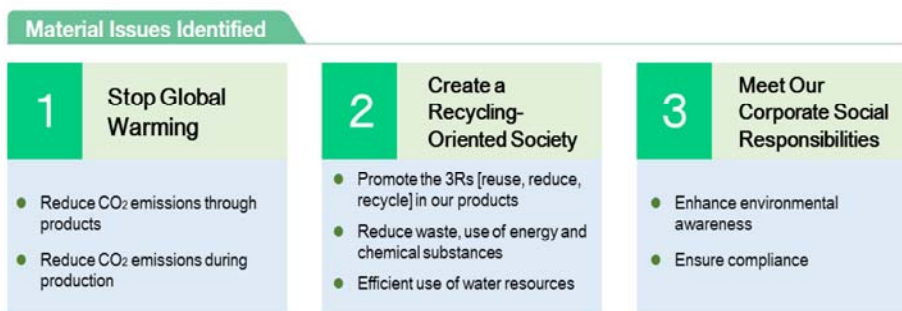 Material Issues Identified
1
Stop Global
Warming
● Reduce CO₂ emissions through
products
● Reduce CO₂ emissions during
production
2
Create a
Recycling-
Oriented Society
● Promote the 3Rs [reuse, reduce,
recycle] in our products
● Reduce waste, use of energy and
chemical substances
● Efficient use of water resources
3
Meet Our
Corporate Social
Responsibilities
● Enhance environmental
awareness
● Ensure compliance